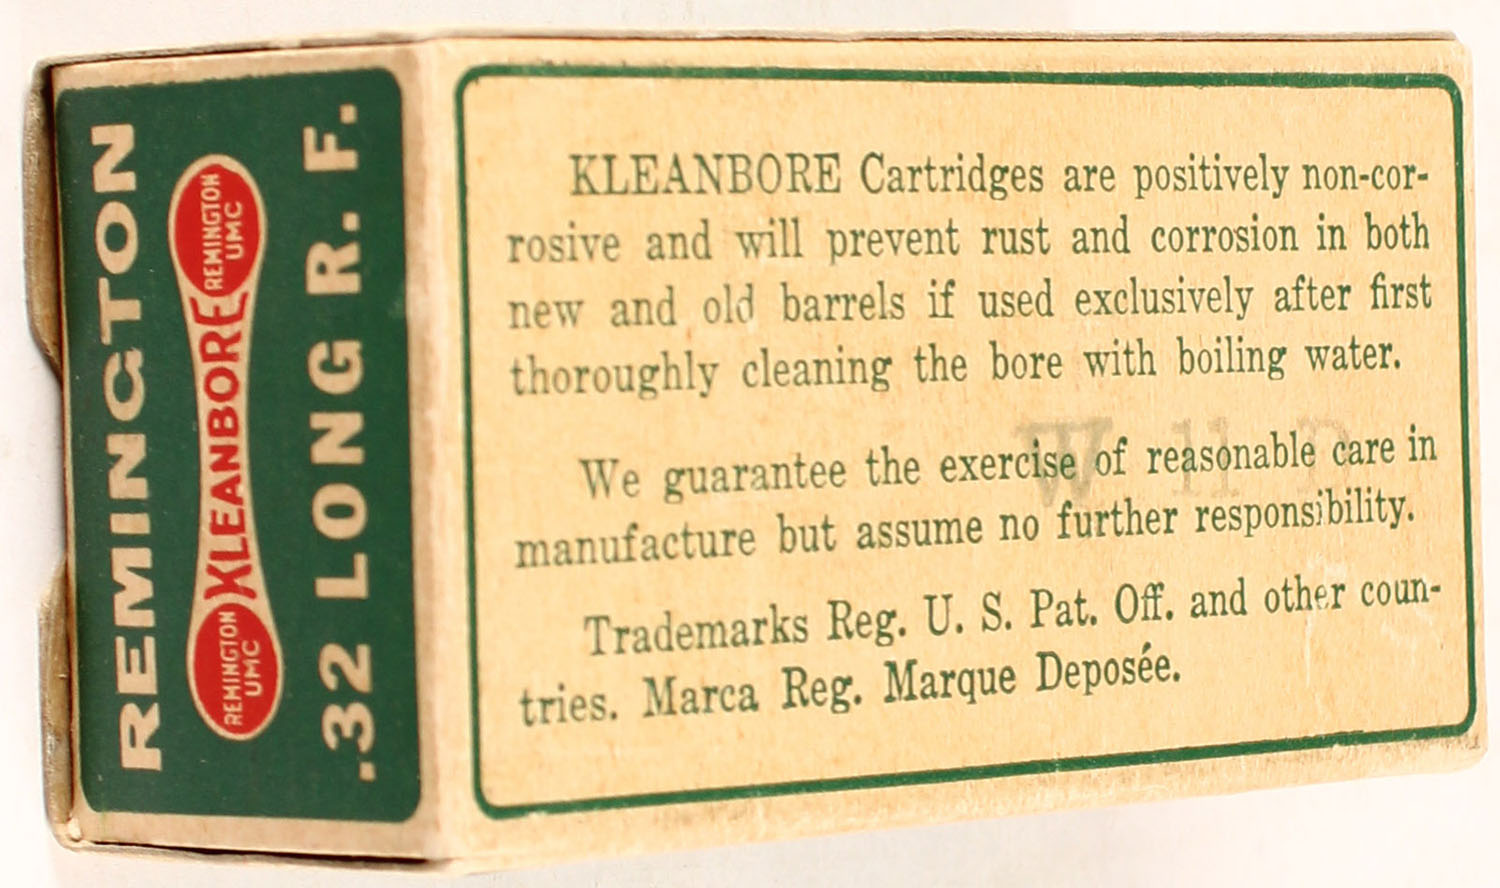 REMINGTON
REMINGTON
UMC
KLEANBORE
REMINGTON
UMC
.32 LONG R. F.
KLEANBORE Cartridges are positively non-cor-
rosive and will prevent rust and corrosion in both
new and old barrels if used exclusively after first
thoroughly cleaning the bore with boiling water.
We guarantee the exercise of reasonable care in
manufacture but assume no further responsibility.
Trademarks Reg. U. S. Pat. Off. and other coun-
tries. Marca Reg. Marque Deposée.